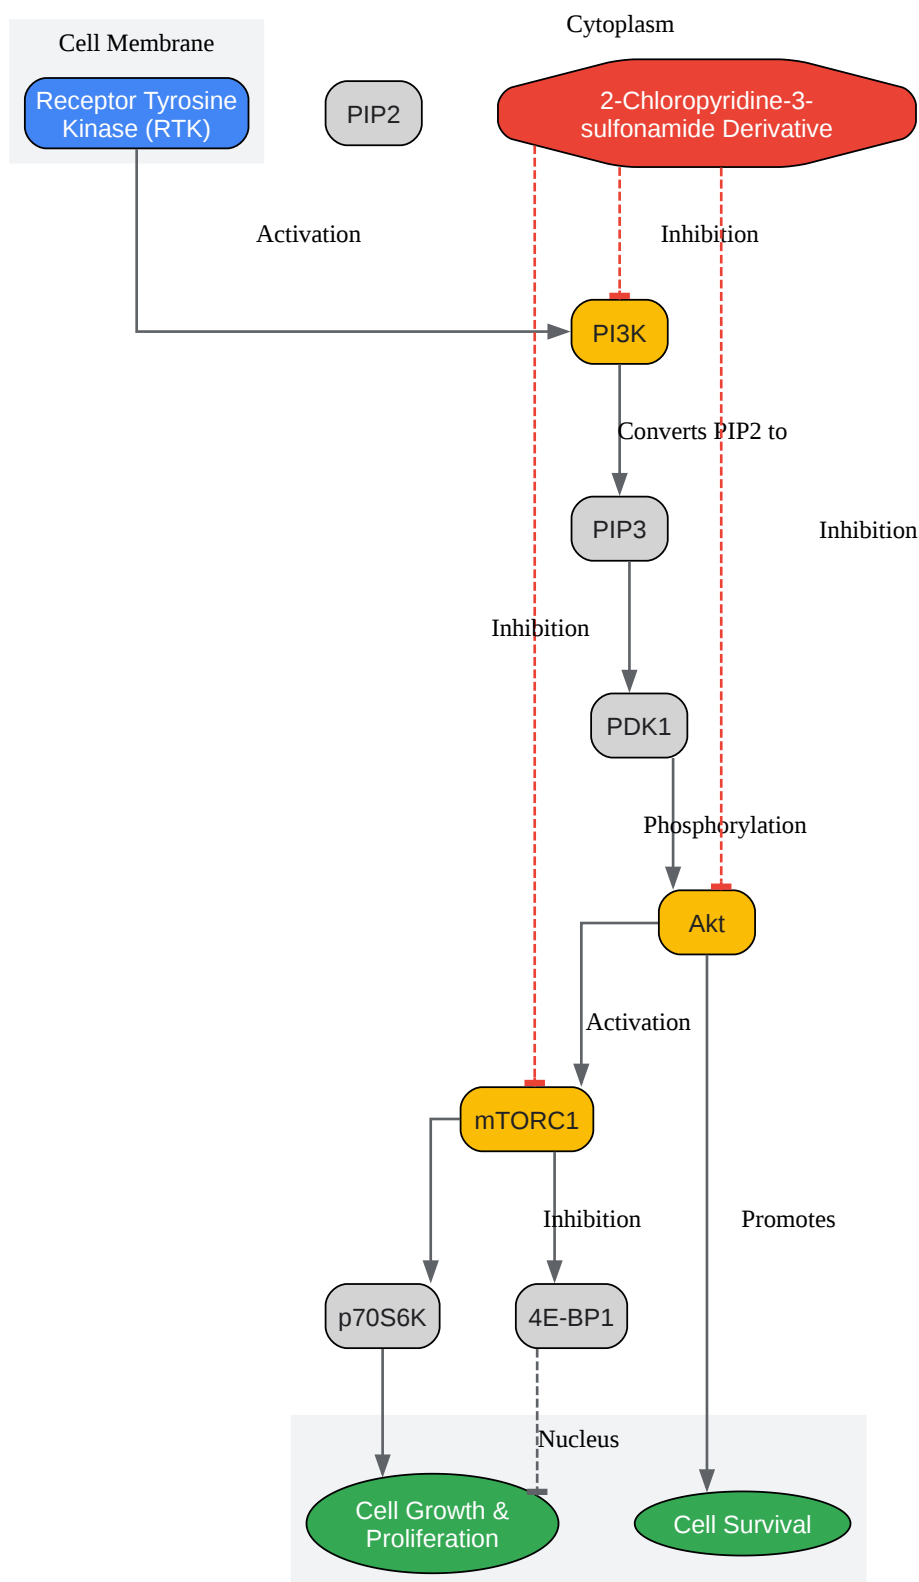 Cytoplasm
Cell Membrane
Receptor Tyrosine
Kinase (RTK)
PIP2
2-Chloropyridine-3-
sulfonamide Derivative
Activation
Inhibition
PI3K
Converts PIP2 to
PIP3
Inhibition
Inhibition
PDK1
Phosphorylation
Akt
Activation
mTORC1
Inhibition
Promotes
p70S6K
4E-BP1
Nucleus
Cell Growth &
Proliferation
Cell Survival